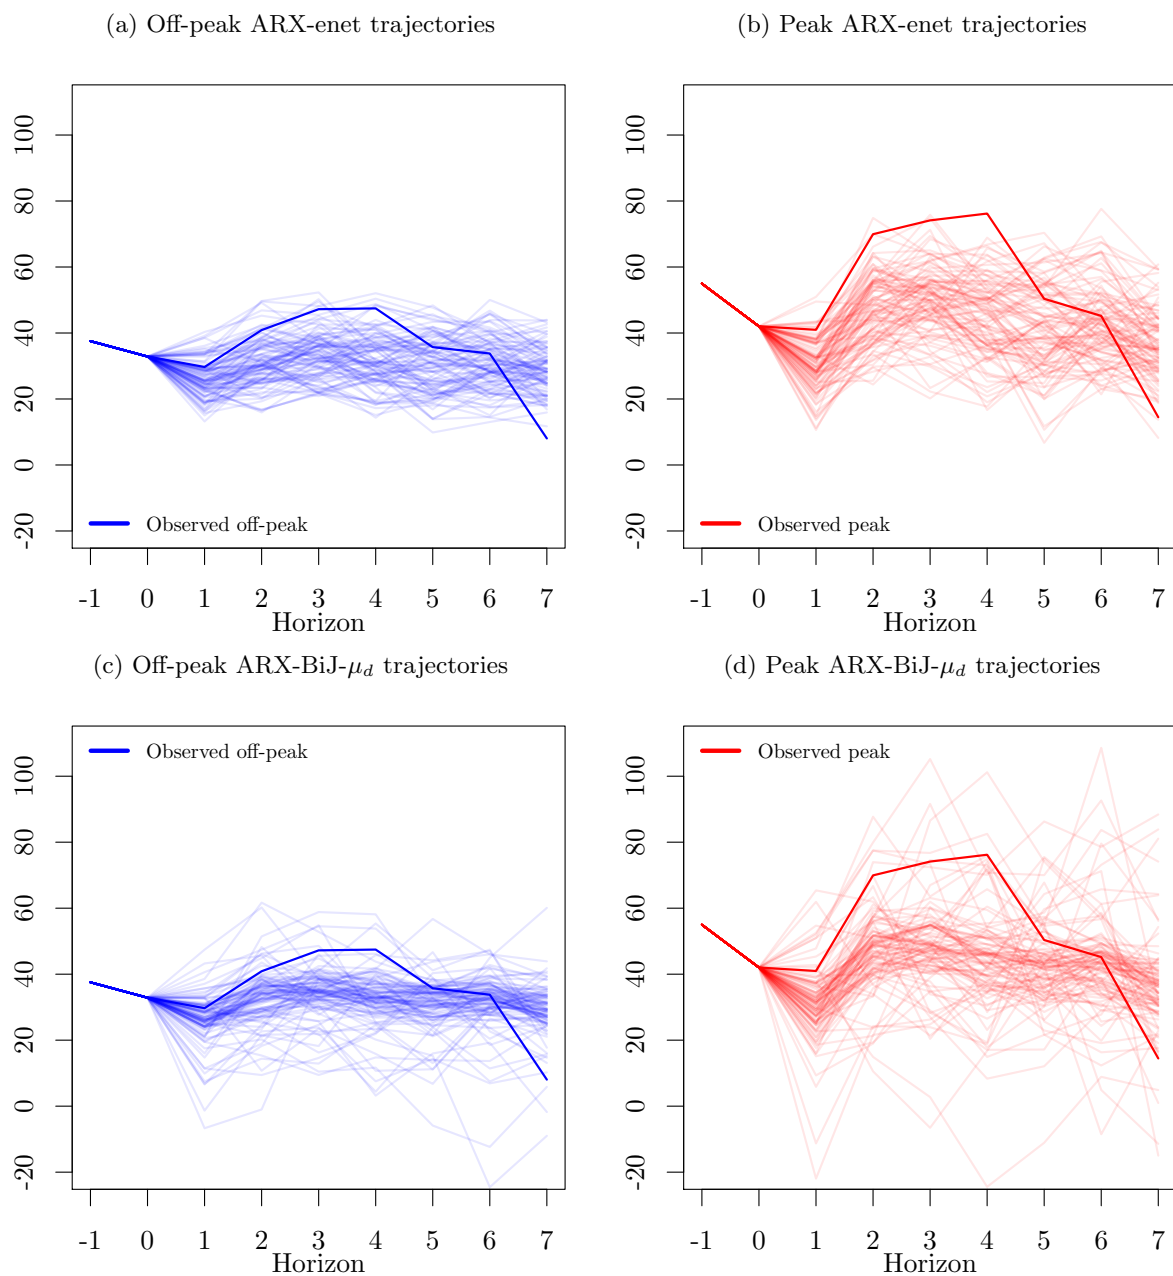 (a) Off-peak ARX-enet trajectories
(b) Peak ARX-enet trajectories
100
80
60
40
20
0
-20
Observed off-peak
-1 0 1 2 3 4 5 6 7
Horizon
100
80
60
40
20
0
-20
Observed peak
-1 0 1 2 3 4 5 6 7
Horizon
(c) Off-peak ARX-BiJ-μ_d trajectories
(d) Peak ARX-BiJ-μ_d trajectories
Observed off-peak
100
80
60
40
20
0
-20
-1 0 1 2 3 4 5 6 7
Horizon
Observed peak
100
80
60
40
20
0
-20
-1 0 1 2 3 4 5 6 7
Horizon